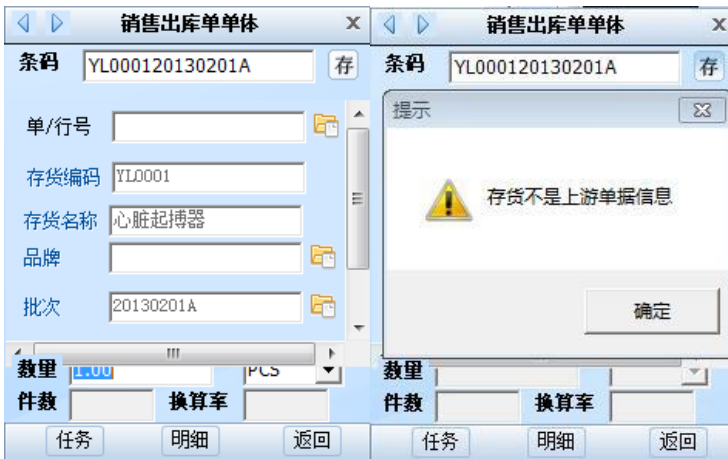 销售出库单单体 x
条码 YL000120130201A 存
单/行号
存货编码 YL0001
存货名称 心脏起搏器
品牌
批次 20130201A
数里 1.00 PCS
件数 换算率
任务 明细 返回
销售出库单单体 x
条码 YL000120130201A 存
提示
存货不是上游单据信息
确定
数里
件数 换算率
任务 明细 返回